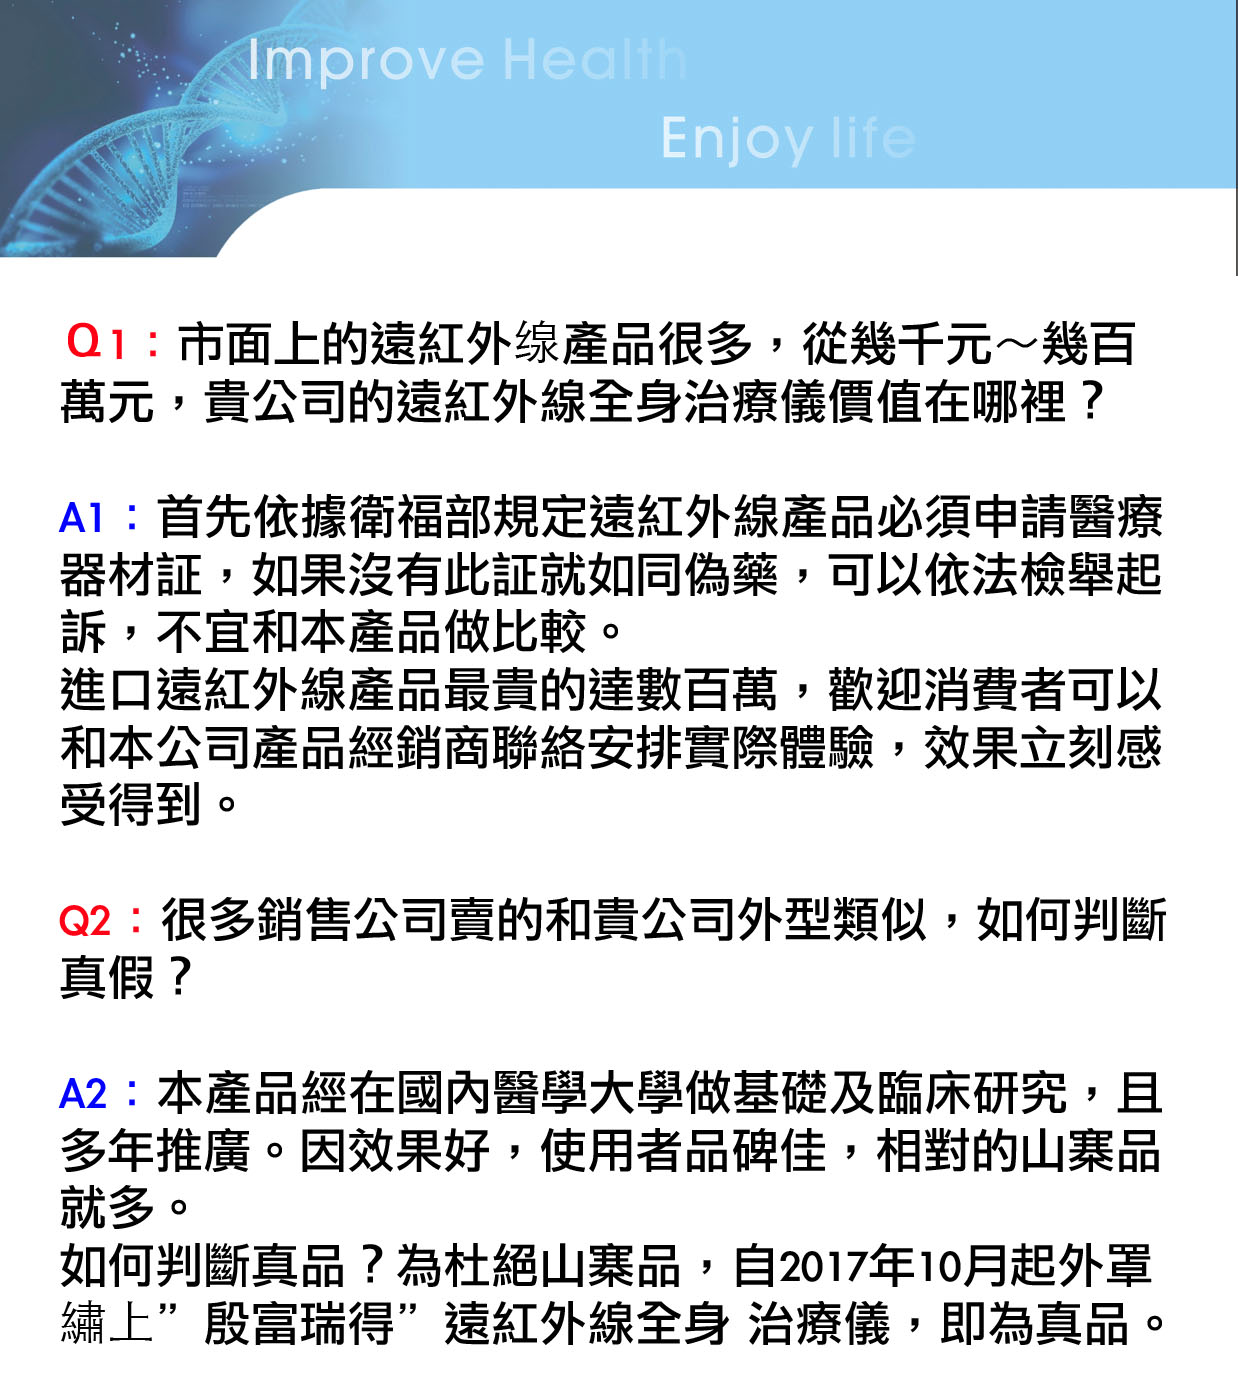 Improve Health
Enjoy life
Q1：市面上的遠紅外缐產品很多，從幾千元～幾百
萬元，貴公司的遠紅外線全身治療儀價值在哪裡？
A1：首先依據衛福部規定遠紅外線產品必須申請醫療
器材証，如果沒有此証就如同偽藥，可以依法檢舉起
訴，不宜和本產品做比較。
進口遠紅外線產品最貴的達數百萬，歡迎消費者可以
和本公司產品經銷商聯絡安排實際體驗，效果立刻感
受得到。
Q2：很多銷售公司賣的和貴公司外型類似，如何判斷
真假？
A2：本產品經在國內醫學大學做基礎及臨床研究，且
多年推廣。因效果好，使用者品碑佳，相對的山寨品
就多。
如何判斷真品？為杜絕山寨品，自2017年10月起外罩
繡上”殷富瑞得”遠紅外線全身 治療儀，即為真品。